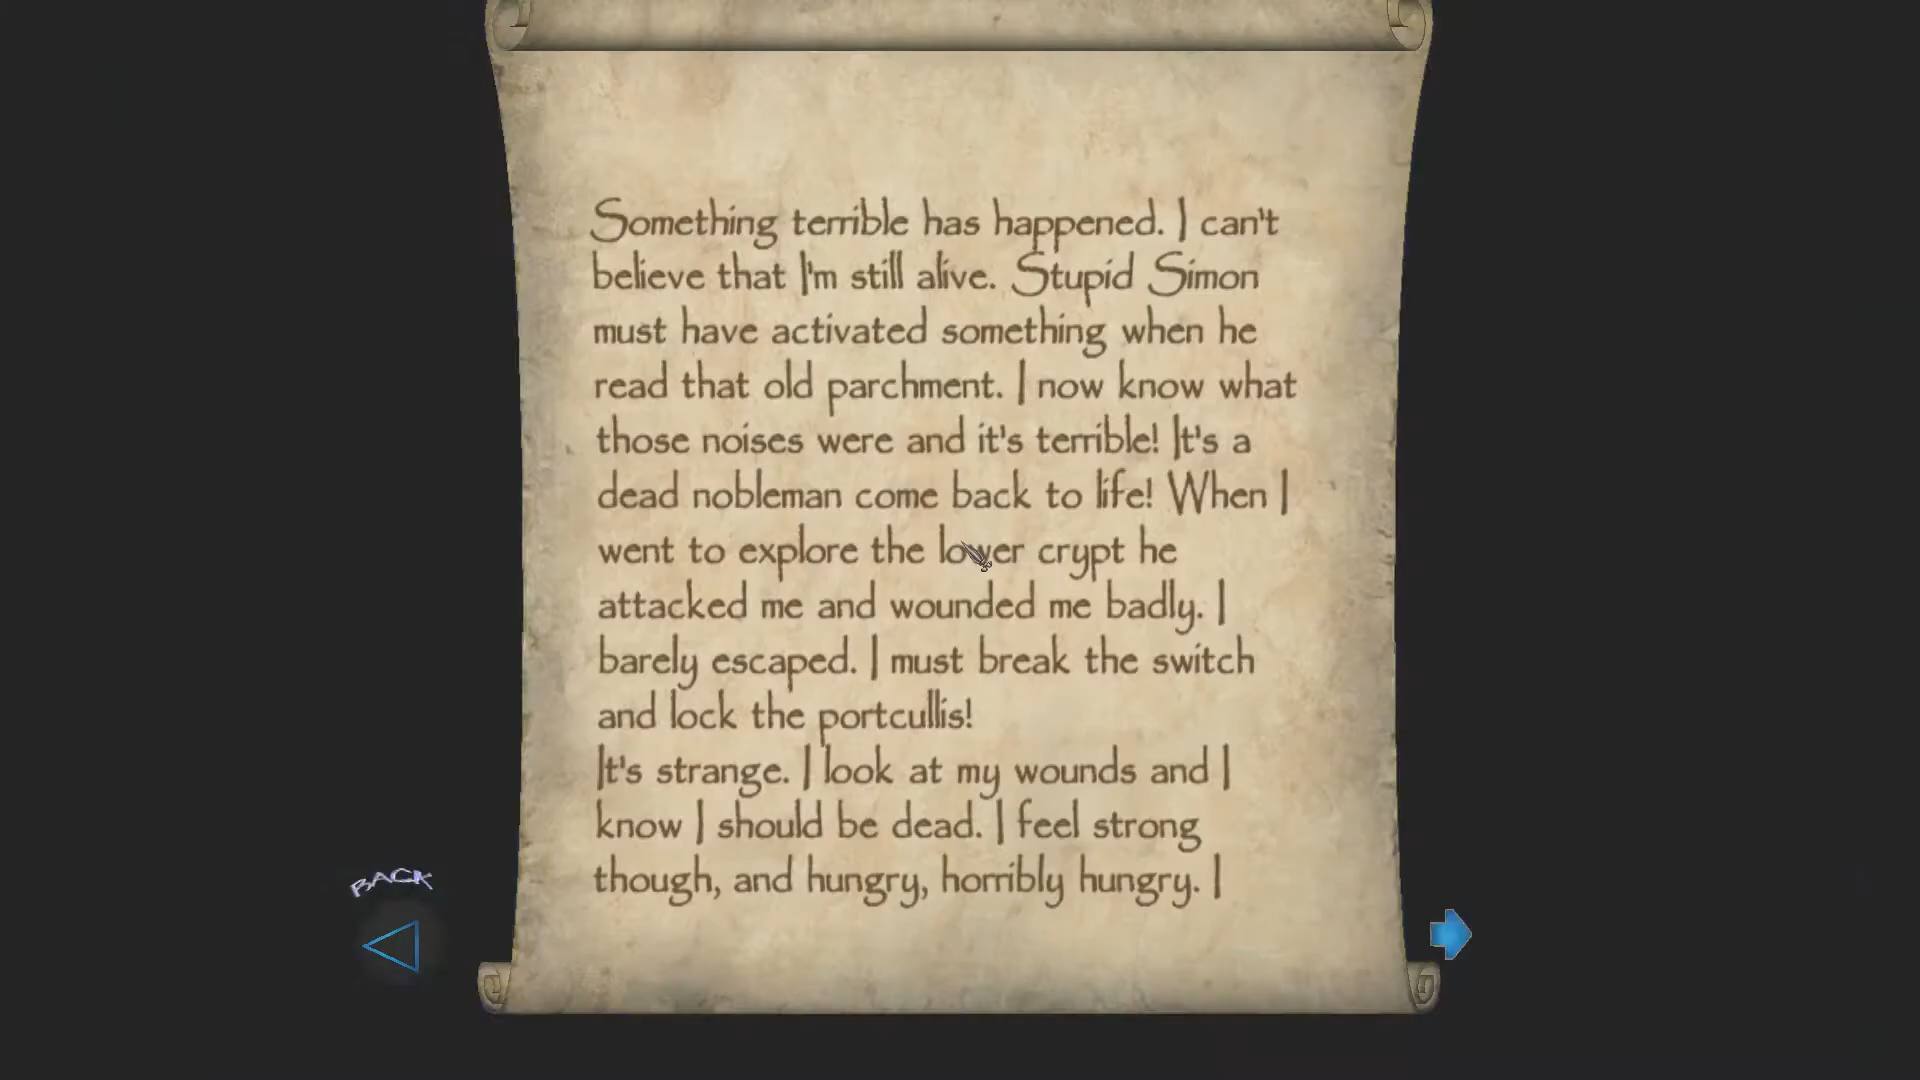 Something terrible has happened. I can't
believe that I'm still alive. Stupid Simon
must have activated something when he
read that old parchment. I now know what
those noises were and it's terrible! It's a
dead nobleman come back to life! When I
went to explore the lower crypt he
attacked me and wounded me badly. I
barely escaped. I must break the switch
and lock the portcullis!
It's strange. I look at my wounds and I
know I should be dead. I feel strong
though, and hungry, horribly hungry. I
BACK